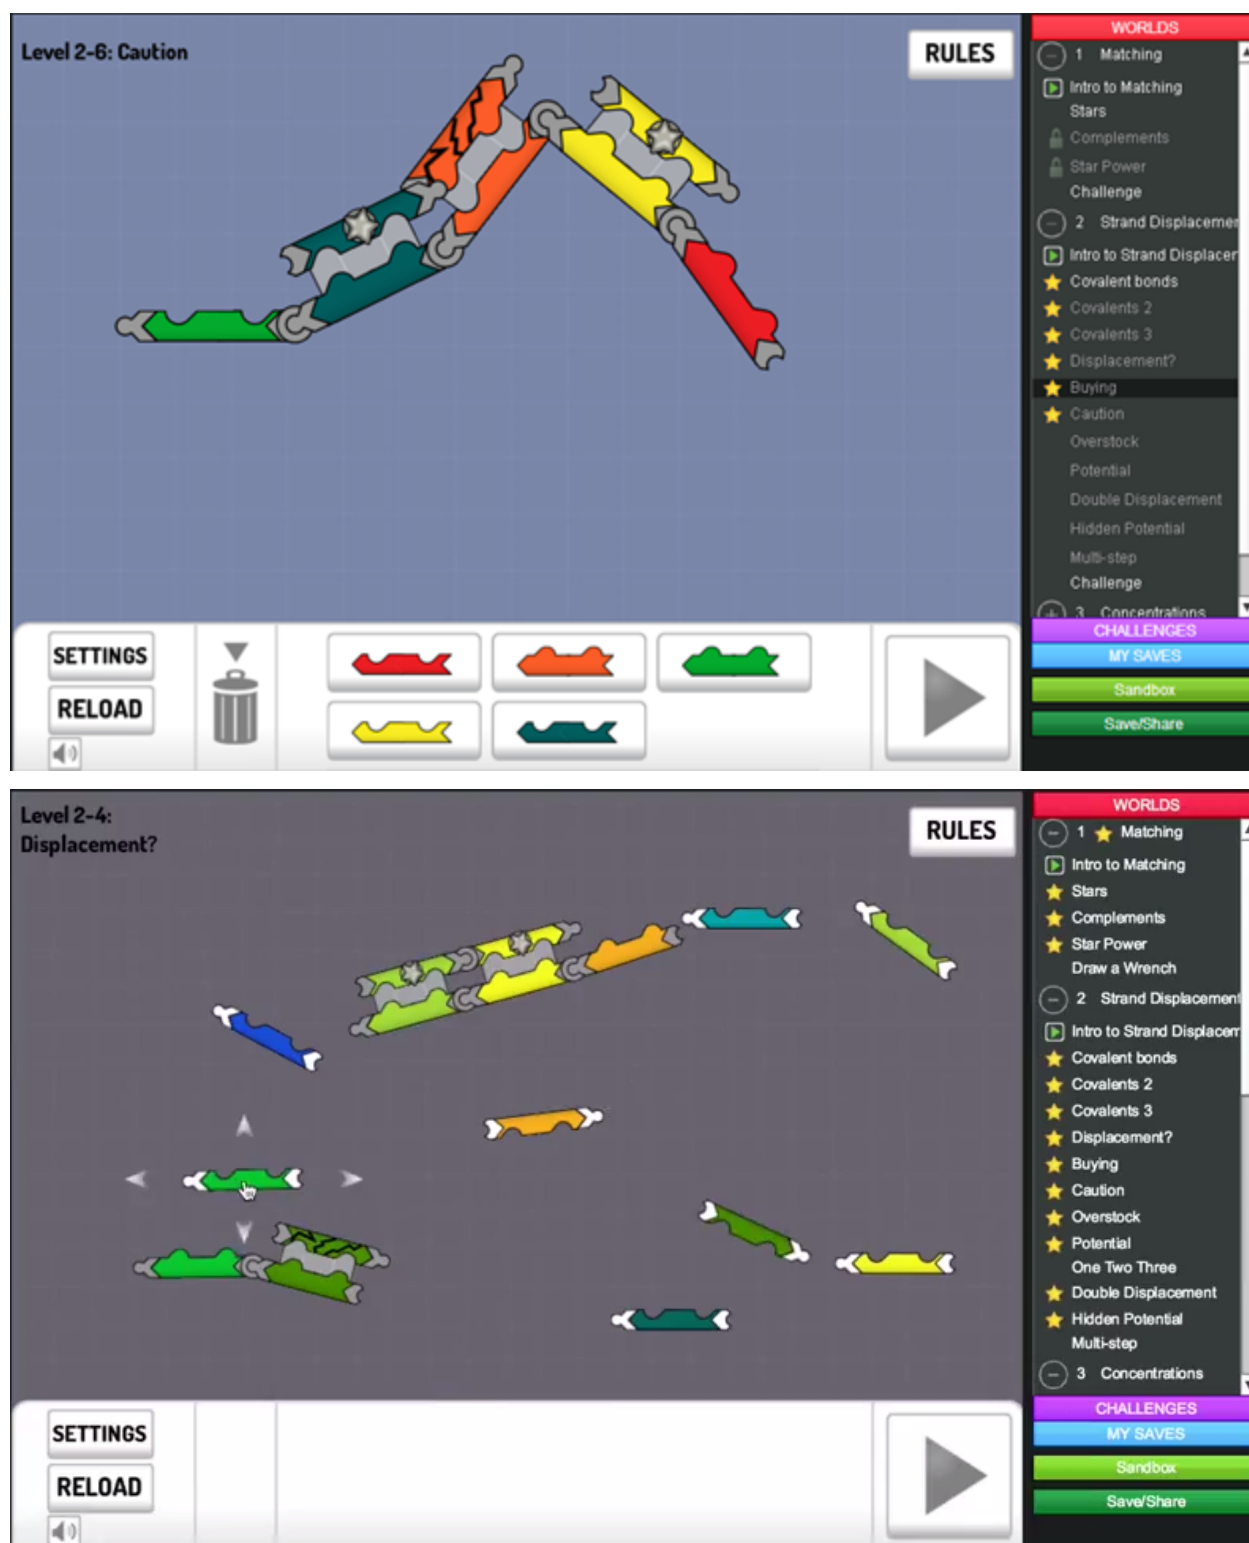 Level 2-6: Caution
RULES
SETTINGS
RELOAD
WORLDS
1 Matching
Intro to Matching
Stars
Complements
Star Power
Challenge
2 Strand Displacemen
Intro to Strand Displacer
Covalent bonds
Covalents 2
Covalents 3
Displacement?
Buying
Caution
Overstock
Potential
Double Displacement
Hidden Potential
Multi-step
Challenge
3 Concentrations
CHALLENGES
MY SAVES
Sandbox
Save/Share
Level 2-4:
Displacement?
RULES
SETTINGS
RELOAD
WORLDS
1 Matching
Intro to Matching
Stars
Complements
Star Power
Draw a Wrench
2 Strand Displacement
Intro to Strand Displacem
Covalent bonds
Covalents 2
Covalents 3
Displacement?
Buying
Caution
Overstock
Potential
One Two Three
Double Displacement
Hidden Potential
Multi-step
3 Concentrations
CHALLENGES
MY SAVES
Sandbox
Save/Share